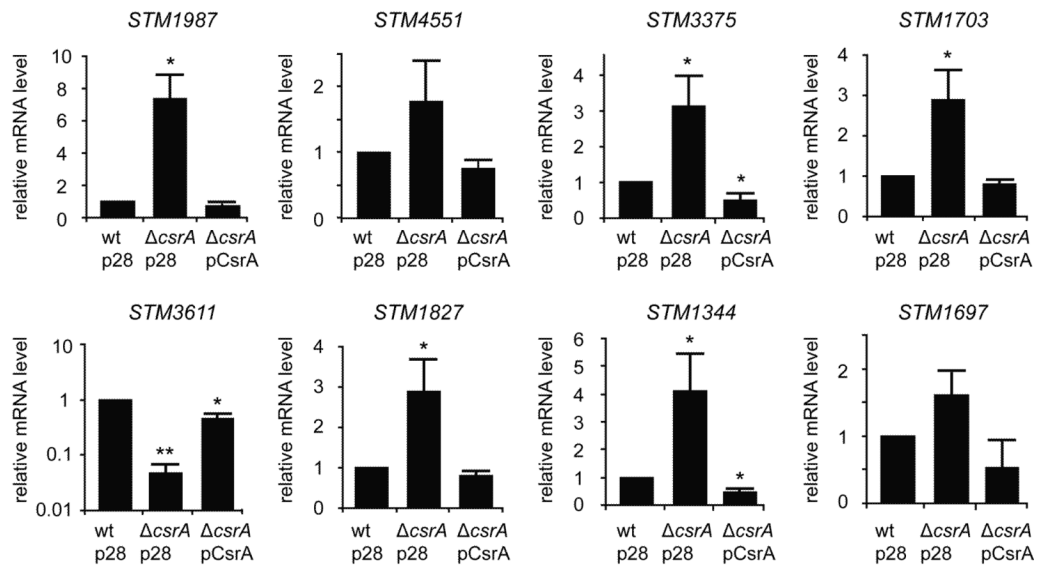 STM1987
relative mRNA level
10
8
6
4
2
0
*
wt ΔcsrA ΔcsrA
p28 p28 pCsrA
STM4551
relative mRNA level
2
1
0
wt ΔcsrA ΔcsrA
p28 p28 pCsrA
STM3375
relative mRNA level
4
3
2
1
0
*
*
wt ΔcsrA ΔcsrA
p28 p28 pCsrA
STM1703
relative mRNA level
4
3
2
1
0
*
wt ΔcsrA ΔcsrA
p28 p28 pCsrA
STM3611
relative mRNA level
10
1
0.1
0.01
**
*
wt ΔcsrA ΔcsrA
p28 p28 pCsrA
STM1827
relative mRNA level
4
3
2
1
0
*
wt ΔcsrA ΔcsrA
p28 p28 pCsrA
STM1344
relative mRNA level
6
5
4
3
2
1
0
*
*
wt ΔcsrA ΔcsrA
p28 p28 pCsrA
STM1697
relative mRNA level
2
1
0
wt ΔcsrA ΔcsrA
p28 p28 pCsrA